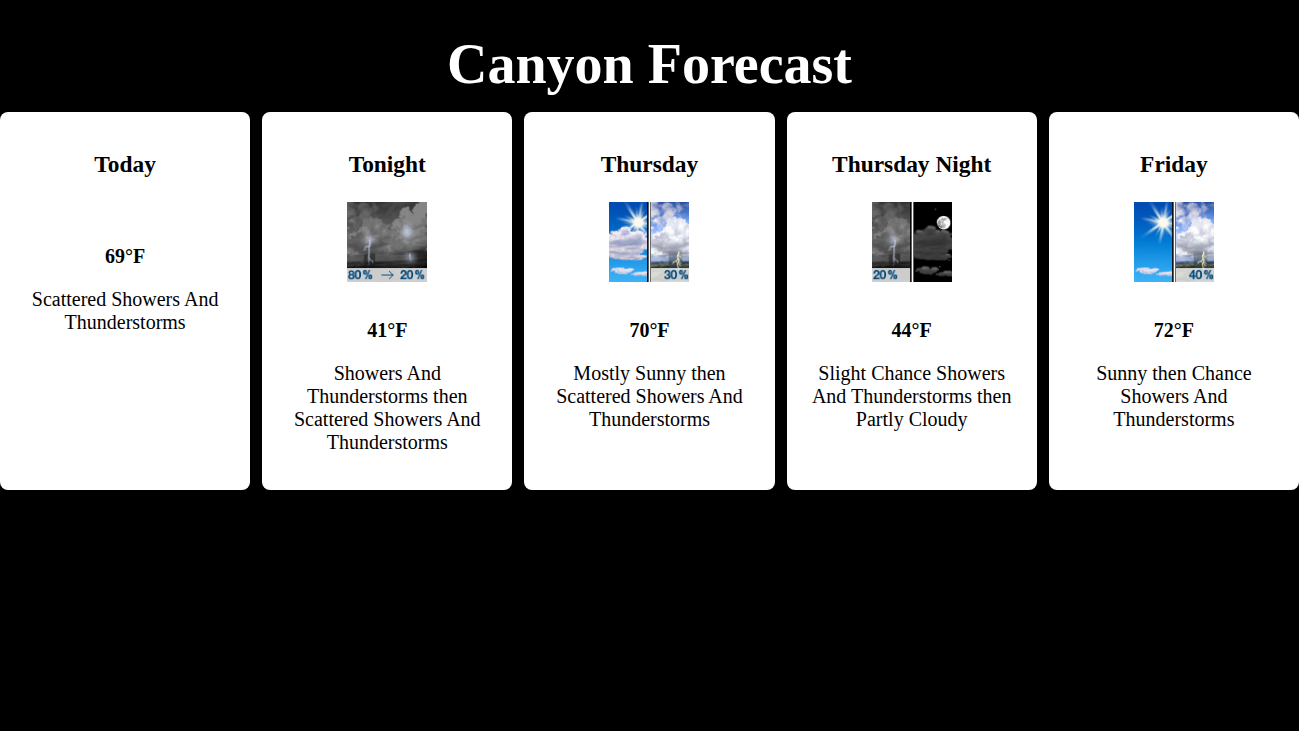 Canyon Forecast
Today
69°F
Scattered Showers And
Thunderstorms
Tonight
80% → 20%
41°F
Showers And
Thunderstorms then
Scattered Showers And
Thunderstorms
Thursday
30%
70°F
Mostly Sunny then
Scattered Showers And
Thunderstorms
Thursday Night
20%
44°F
Slight Chance Showers
And Thunderstorms then
Partly Cloudy
Friday
40%
72°F
Sunny then Chance
Showers And
Thunderstorms